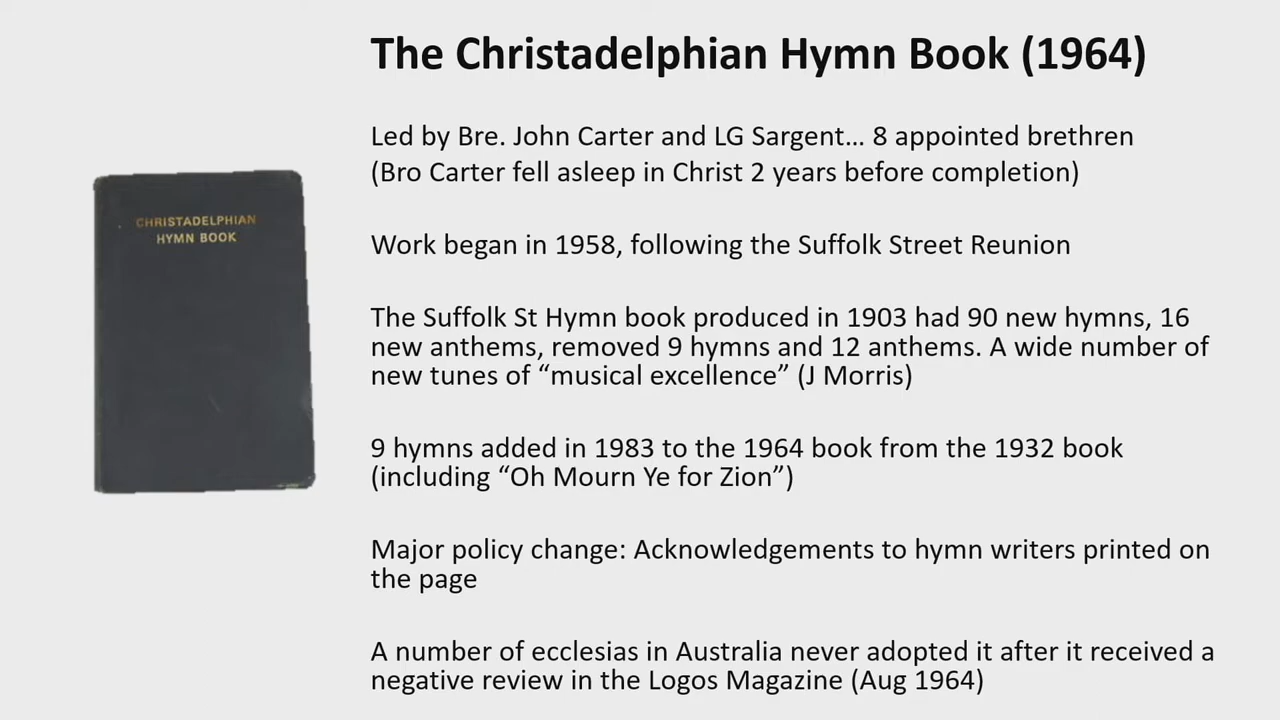 The Christadelphian Hymn Book (1964)
Led by Bre. John Carter and LG Sargent… 8 appointed brethren
(Bro Carter fell asleep in Christ 2 years before completion)
CHRISTADELPHIAN
HYMN BOOK
Work began in 1958, following the Suffolk Street Reunion
The Suffolk St Hymn book produced in 1903 had 90 new hymns, 16
new anthems, removed 9 hymns and 12 anthems. A wide number of
new tunes of “musical excellence” (J Morris)
9 hymns added in 1983 to the 1964 book from the 1932 book
(including “Oh Mourn Ye for Zion”)
Major policy change: Acknowledgements to hymn writers printed on
the page
A number of ecclesias in Australia never adopted it after it received a
negative review in the Logos Magazine (Aug 1964)